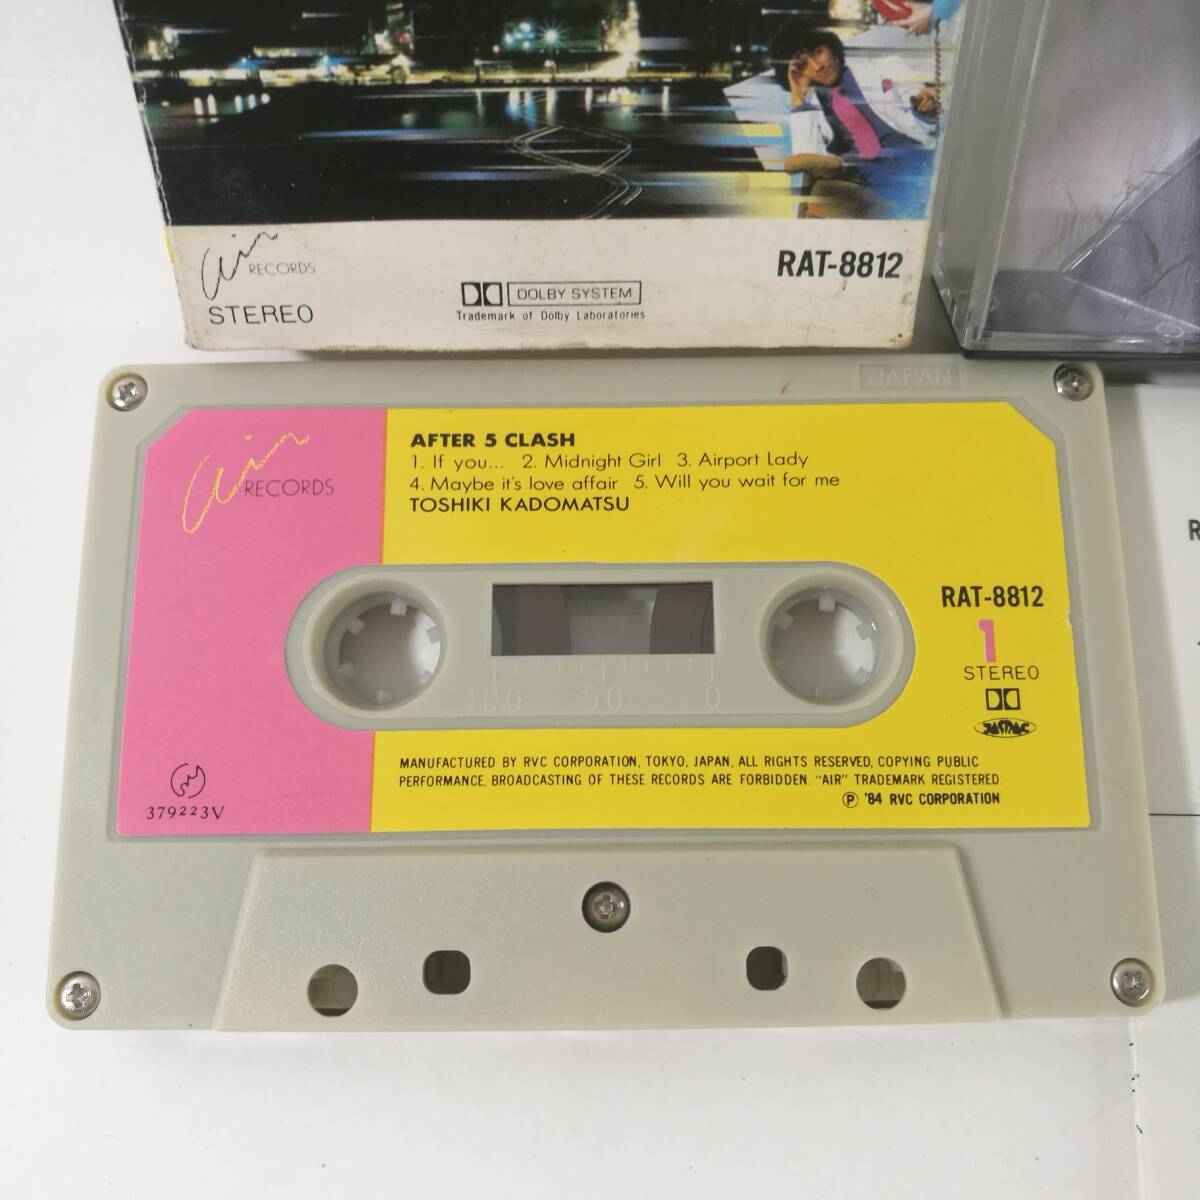 air RECORDS
STEREO
DOLBY SYSTEM
Trademark of Dolby Laboratories
RAT-8812
JAPAN
air RECORDS
AFTER 5 CLASH
1. If you... 2. Midnight Girl 3. Airport Lady
4. Maybe it's love affair 5. Will you wait for me
TOSHIKI KADOMATSU
RAT-8812
1
STEREO
JASRAC
100 50 0
MANUFACTURED BY RVC CORPORATION, TOKYO, JAPAN, ALL RIGHTS RESERVED, COPYING PUBLIC
PERFORMANCE, BROADCASTING OF THESE RECORDS ARE FORBIDDEN. "AIR" TRADEMARK REGISTERED.
Ⓟ '84 RVC CORPORATION
379223V
R